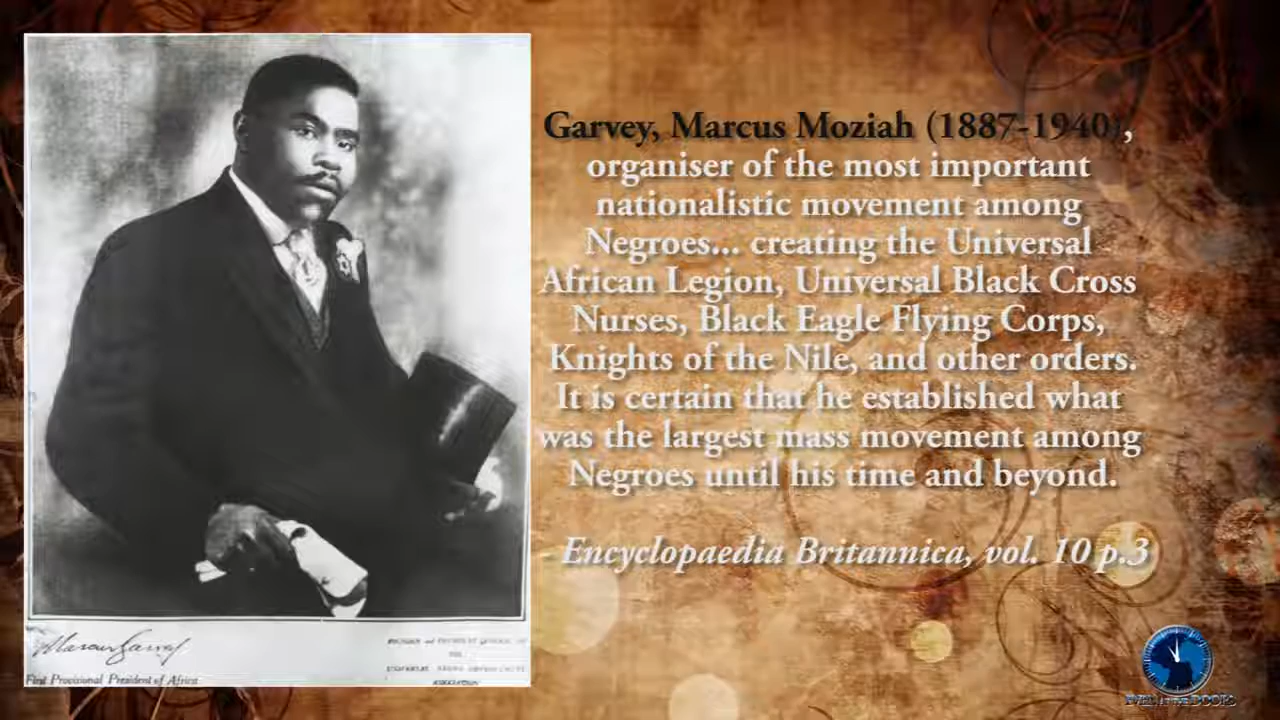 Garvey, Marcus Moziah (1887-1940),
organiser of the most important
nationalistic movement among
Negroes... creating the Universal
African Legion, Universal Black Cross
Nurses, Black Eagle Flying Corps,
Knights of the Nile, and other orders.
It is certain that he established what
was the largest mass movement among
Negroes until his time and beyond.
- Encyclopaedia Britannica, vol. 10 p.3
Marcus Garvey
First Provisional President of Africa
THE
ASSOCIATION